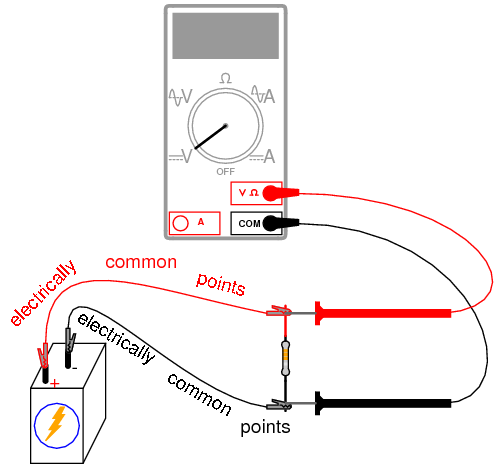 Ω
V A
V A
OFF
V Ω
A
COM
electrically common points
+ -
electrically common points